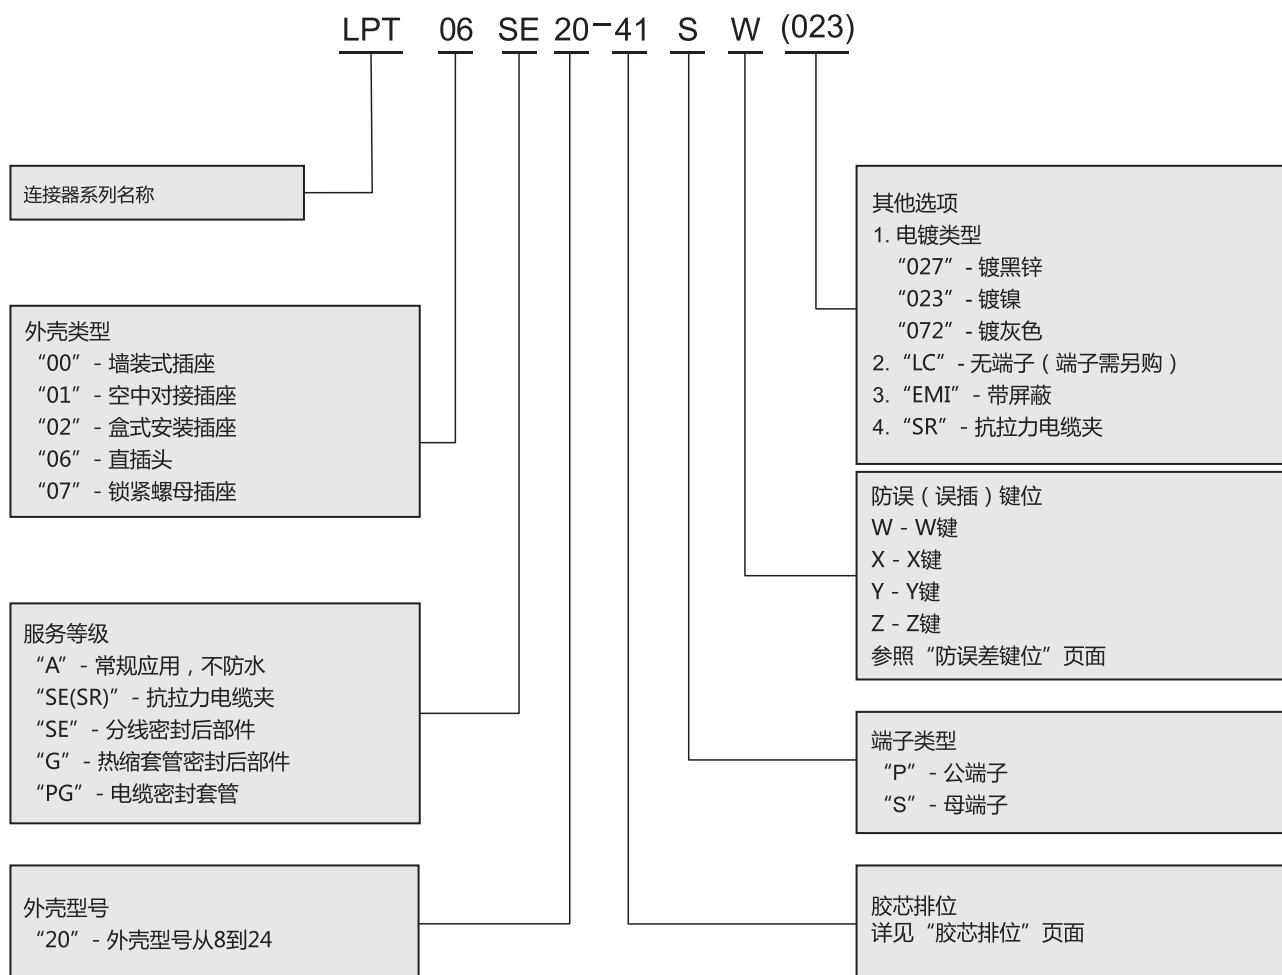 LPT 06 SE 20-41 S W (023)
连接器系列名称
外壳类型
“00” - 墙装式插座
“01” - 空中对接插座
“02” - 盒式安装插座
“06” - 直插头
“07” - 锁紧螺母插座
服务等级
“A” - 常规应用，不防水
“SE(SR)” - 抗拉力电缆夹
“SE” - 分线密封后部件
“G” - 热缩套管密封后部件
“PG” - 电缆密封套管
外壳型号
“20” - 外壳型号从8到24
其他选项
1. 电镀类型
“027” - 镀黑锌
“023” - 镀镍
“072” - 镀灰色
2. “LC” - 无端子（端子需另购）
3. “EMI” - 带屏蔽
4. “SR” - 抗拉力电缆夹
防误（误插）键位
W - W键
X - X键
Y - Y键
Z - Z键
参照“防误差键位”页面
端子类型
“P” - 公端子
“S” - 母端子
胶芯排位
详见“胶芯排位”页面